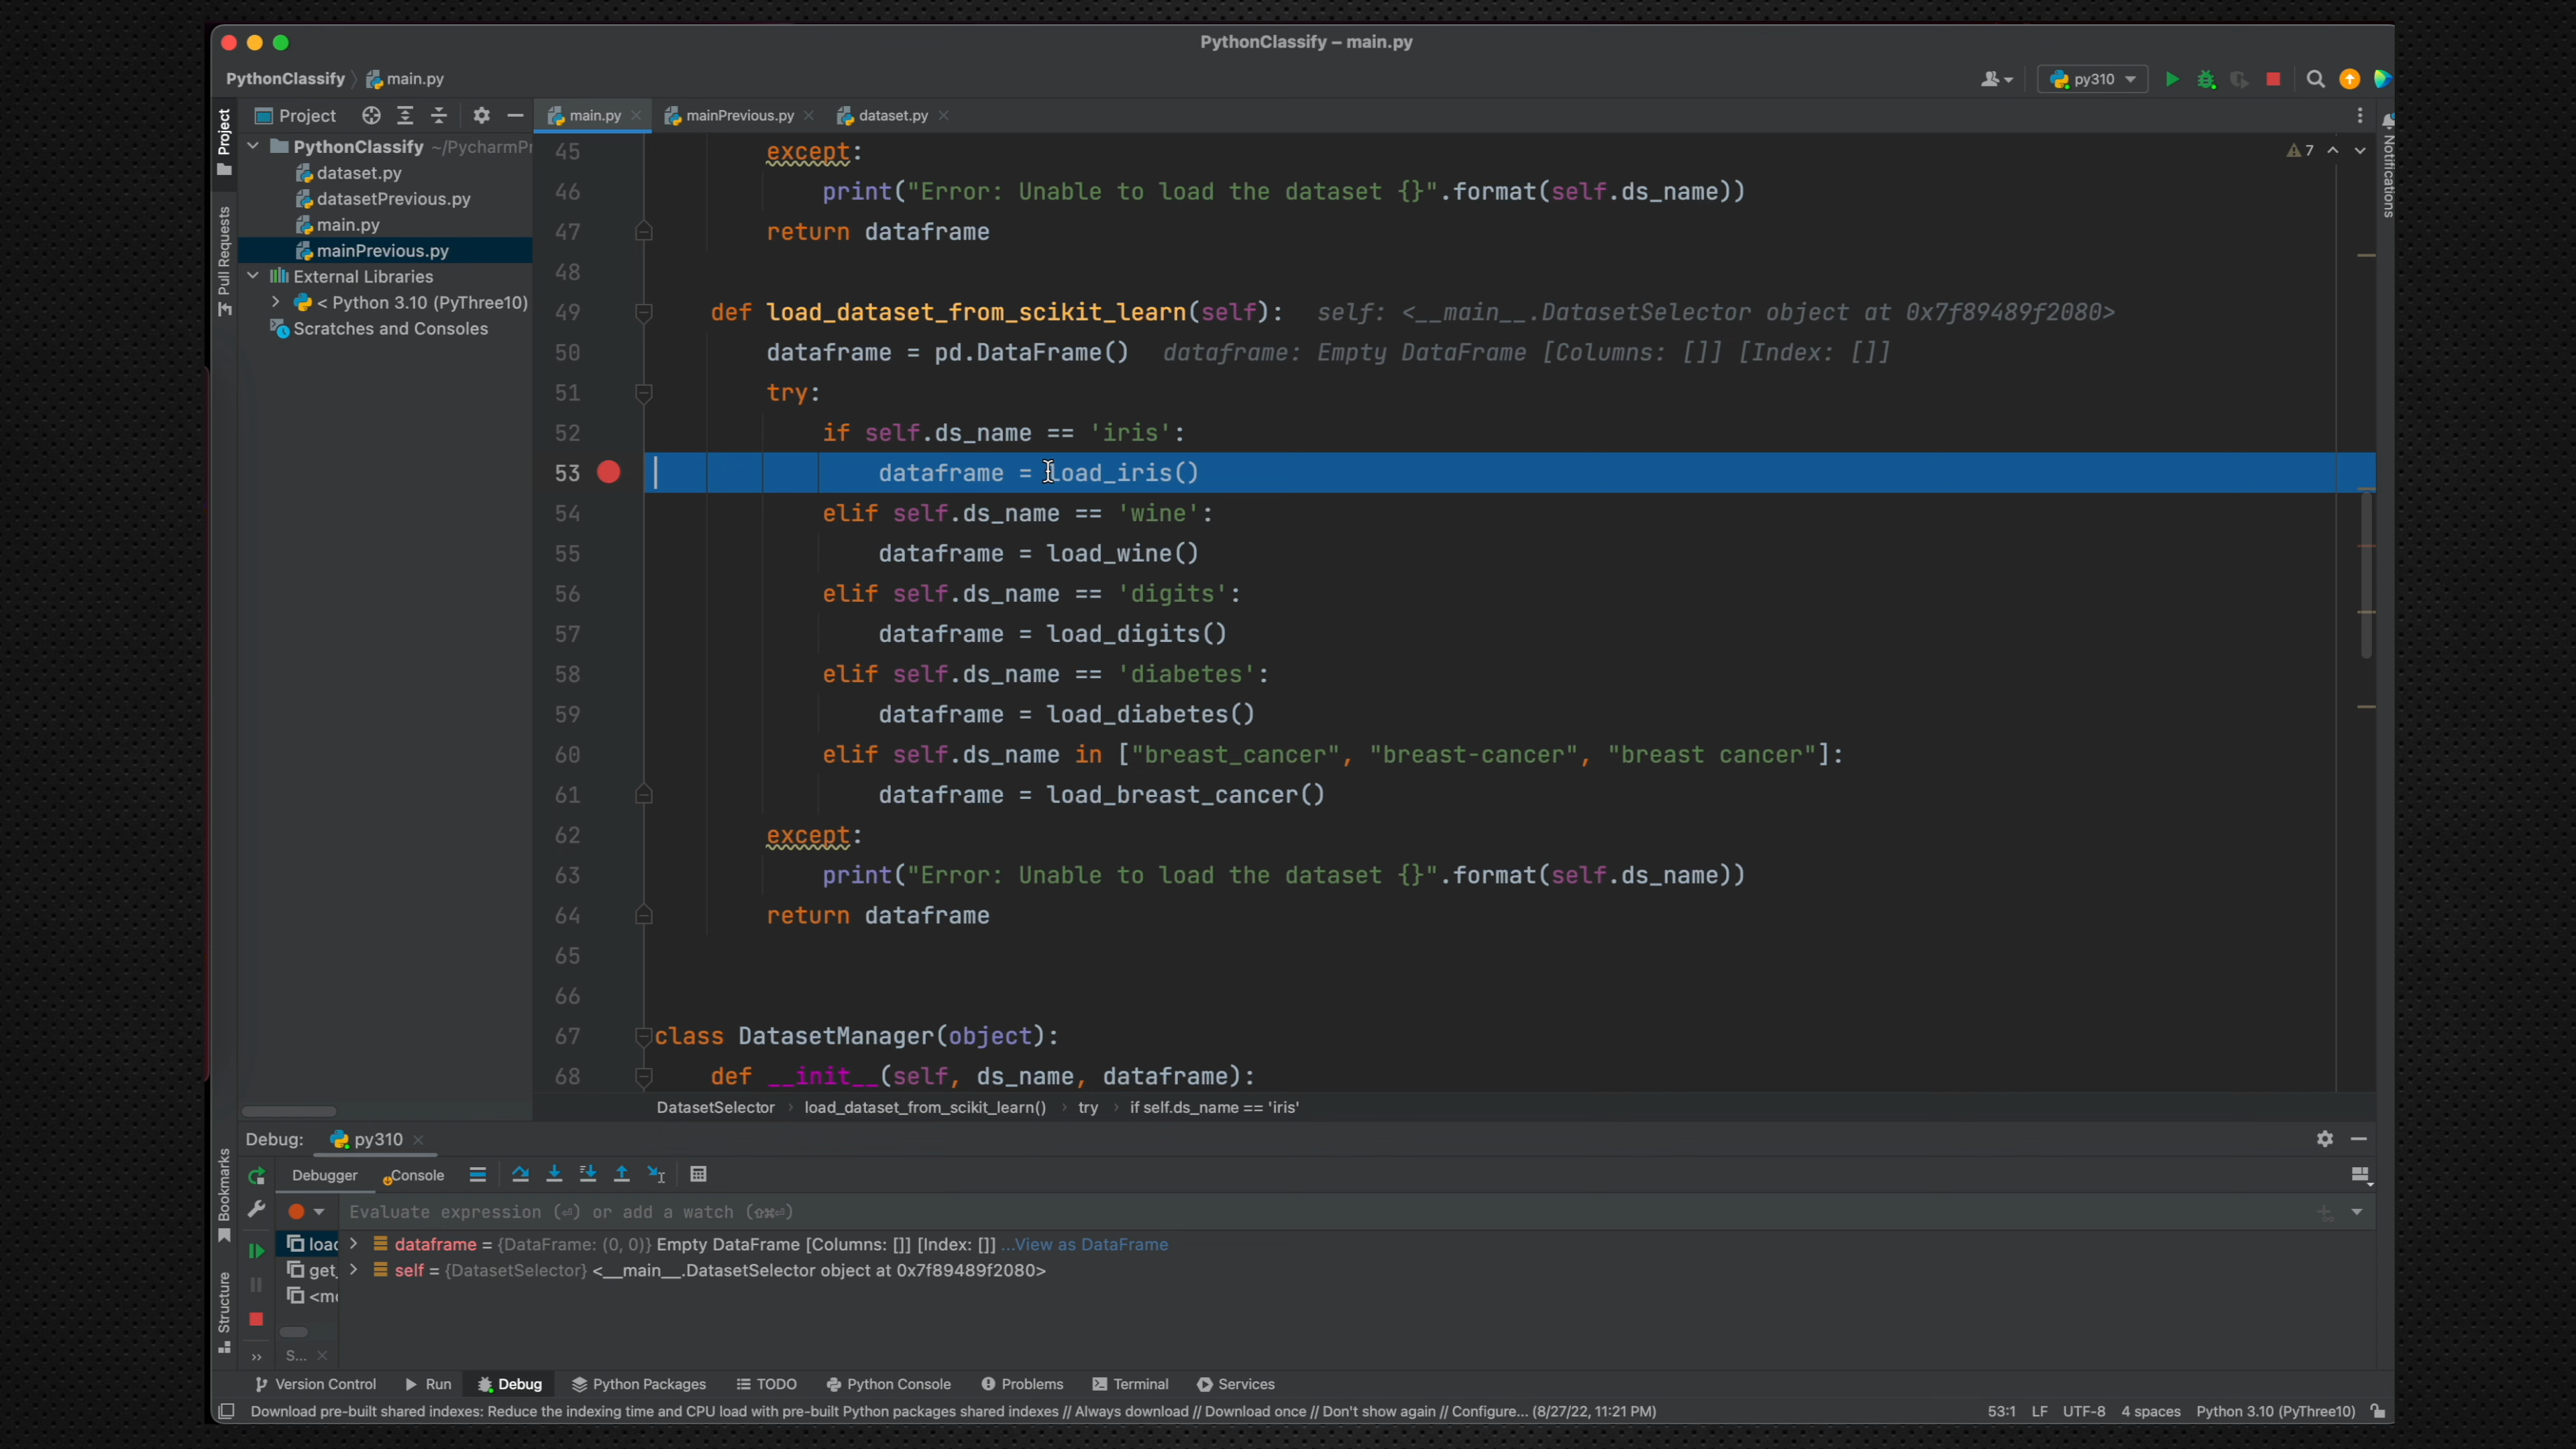 PythonClassify – main.py
PythonClassify main.py
py310
Project
main.py
mainPrevious.py
dataset.py
Project
Pull Requests
PythonClassify ~/PycharmPr
dataset.py
datasetPrevious.py
main.py
mainPrevious.py
External Libraries
< Python 3.10 (PyThree10)
Scratches and Consoles
7
Notifications
45 except:
46 print("Error: Unable to load the dataset {}".format(self.ds_name))
47 return dataframe
48
49 def load_dataset_from_scikit_learn(self): self: <__main__.DatasetSelector object at 0x7f89489f2080>
50 dataframe = pd.DataFrame() dataframe: Empty DataFrame [Columns: []] [Index: []]
51 try:
52 if self.ds_name == 'iris':
53 dataframe = load_iris()
54 elif self.ds_name == 'wine':
55 dataframe = load_wine()
56 elif self.ds_name == 'digits':
57 dataframe = load_digits()
58 elif self.ds_name == 'diabetes':
59 dataframe = load_diabetes()
60 elif self.ds_name in ["breast_cancer", "breast-cancer", "breast cancer"]:
61 dataframe = load_breast_cancer()
62 except:
63 print("Error: Unable to load the dataset {}".format(self.ds_name))
64 return dataframe
65
66
67 class DatasetManager(object):
68 def __init__(self, ds_name, dataframe):
DatasetSelector › load_dataset_from_scikit_learn() › try › if self.ds_name == 'iris'
Debug: py310
Debugger Console
Bookmarks
Structure
Evaluate expression (⏎) or add a watch (⇧⌘⏎)
load dataframe = {DataFrame: (0, 0)} Empty DataFrame [Columns: []] [Index: []] ...View as DataFrame
get_ self = {DatasetSelector} <__main__.DatasetSelector object at 0x7f89489f2080>
<mo
» S...
Version Control Run Debug Python Packages TODO Python Console Problems Terminal Services
Download pre-built shared indexes: Reduce the indexing time and CPU load with pre-built Python packages shared indexes // Always download // Download once // Don't show again // Configure... (8/27/22, 11:21 PM) 53:1 LF UTF-8 4 spaces Python 3.10 (PyThree10)